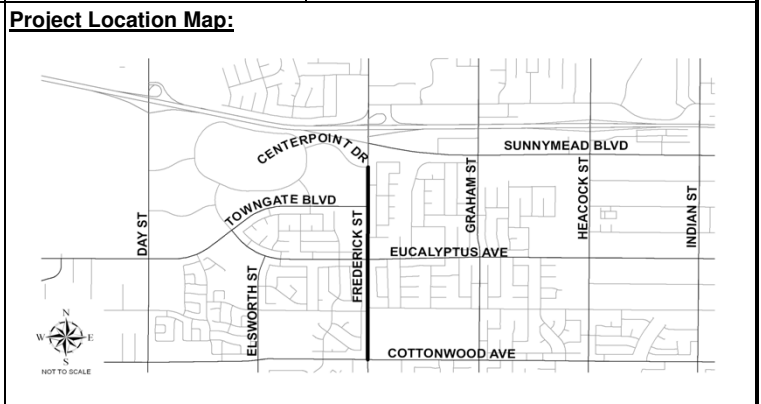 Project Location Map:
CENTERPOINT DR
SUNNYMEAD BLVD
TOWNGATE BLVD
DAY ST
FREDERICK ST
GRAHAM ST
HEACOCK ST
INDIAN ST
EUCALYPTUS AVE
ELSWORTH ST
COTTONWOOD AVE
N
W E
S
NOT TO SCALE